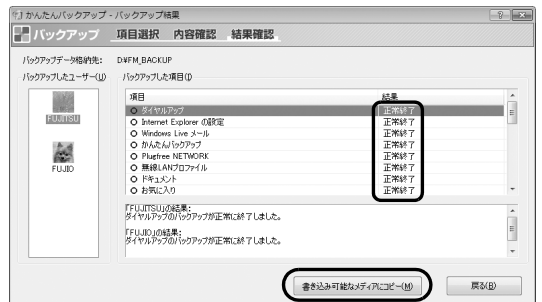 かんたんバックアップ - バックアップ結果
バックアップ 項目選択 内容確認 結果確認
バックアップデータ格納先: D:¥FM_BACKUP
バックアップしたユーザー(U) バックアップした項目(I)
項目 結果
ダイヤルアップ 正常終了
Internet Explorer の設定 正常終了
Windows Live メール 正常終了
かんたんバックアップ 正常終了
Plugfree NETWORK 正常終了
無線LANプロファイル 正常終了
ドキュメント 正常終了
お気に入り 正常終了
FUJITSU
FUJIO
「FUJITSU」の結果:
ダイヤルアップのバックアップが正常に終了しました。
「FUJIO」の結果:
ダイヤルアップのバックアップが正常に終了しました。
書き込み可能なメディアにコピー(M) 戻る(B)